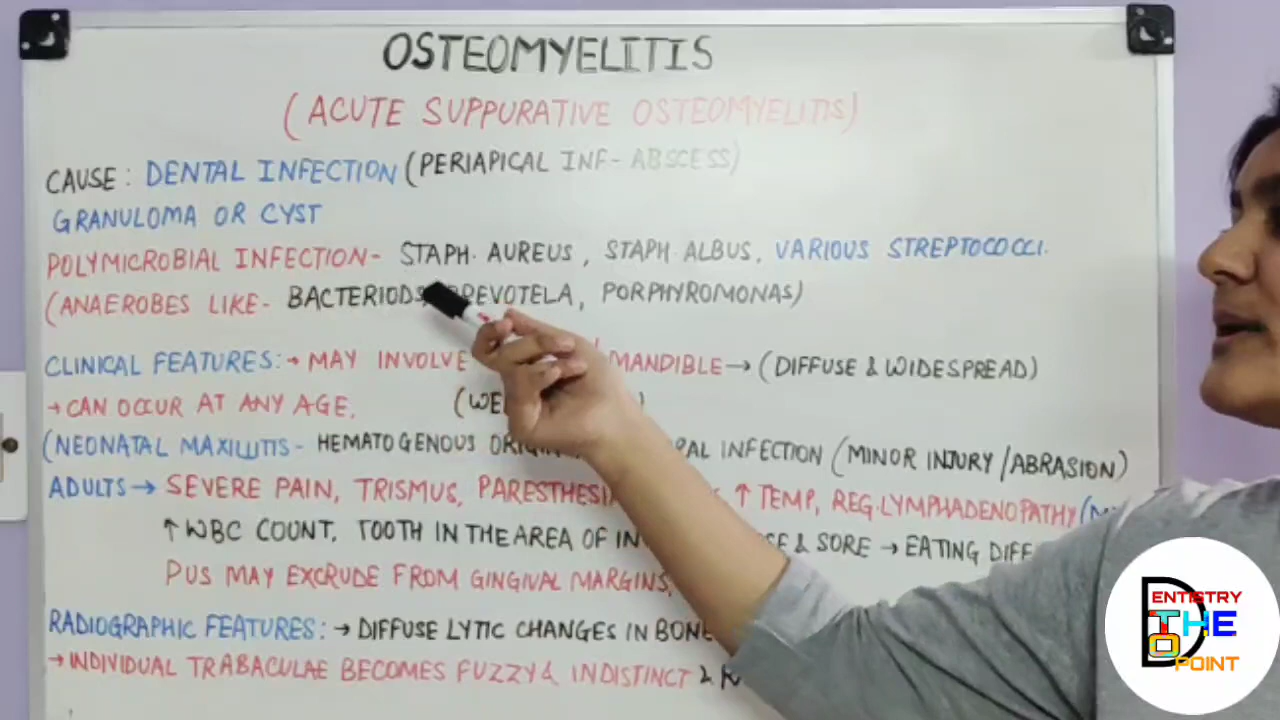 OSTEOMYELITIS
(ACUTE SUPPURATIVE OSTEOMYELITIS)
CAUSE: DENTAL INFECTION (PERIAPICAL INF- ABSCESS)
GRANULOMA OR CYST
POLYMICROBIAL INFECTION- STAPH. AUREUS, STAPH. ALBUS, VARIOUS STREPTOCOCCI.
(ANAEROBES LIKE- BACTERIODS, PREVOTELA, PORPHYROMONAS)
CLINICAL FEATURES: → MAY INVOLVE MANDIBLE → (DIFFUSE & WIDESPREAD)
→ CAN OCCUR AT ANY AGE.
(NEONATAL MAXILLITIS- HEMATOGENOUS INFECTION (MINOR INJURY/ABRASION)
ADULTS → SEVERE PAIN, TRISMUS, ↑ TEMP, REG. LYMPHADENOPATHY
↑ WBC COUNT. TOOTH IN THE AREA OF & SORE → EATING
PUS MAY EXCRUDE FROM GINGIVAL MARGINS.
RADIOGRAPHIC FEATURES: → DIFFUSE LYTIC CHANGES IN BONE
→ INDIVIDUAL TRABACULAE BECOMES FUZZY & INDISTINCT &
DENTISTRY
TO THE
POINT